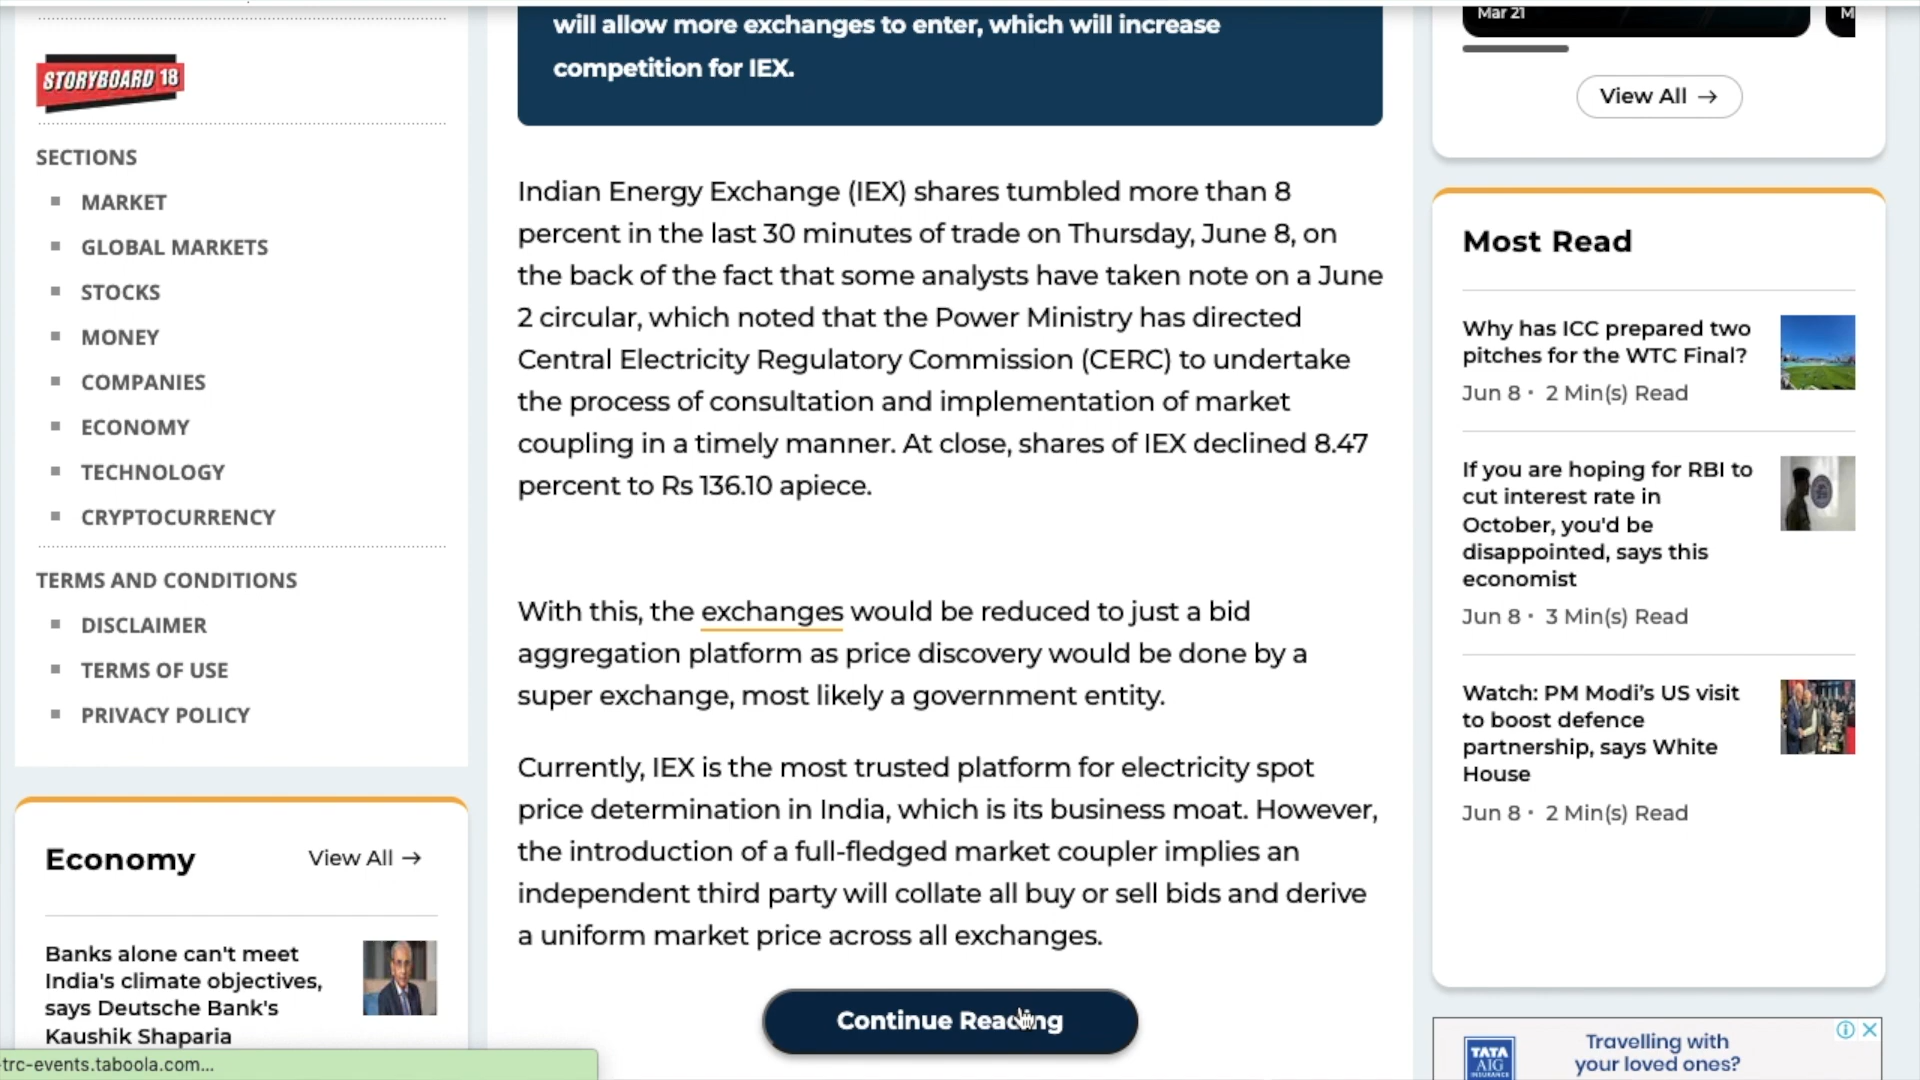 STORYBOARD 18
SECTIONS
MARKET
GLOBAL MARKETS
STOCKS
MONEY
COMPANIES
ECONOMY
TECHNOLOGY
CRYPTOCURRENCY
TERMS AND CONDITIONS
DISCLAIMER
TERMS OF USE
PRIVACY POLICY
Economy
View All →
Banks alone can't meet
India's climate objectives,
says Deutsche Bank's
Kaushik Shaparia
-trc-events.taboola.com...
will allow more exchanges to enter, which will increase
competition for IEX.
Indian Energy Exchange (IEX) shares tumbled more than 8
percent in the last 30 minutes of trade on Thursday, June 8, on
the back of the fact that some analysts have taken note on a June
2 circular, which noted that the Power Ministry has directed
Central Electricity Regulatory Commission (CERC) to undertake
the process of consultation and implementation of market
coupling in a timely manner. At close, shares of IEX declined 8.47
percent to Rs 136.10 apiece.
With this, the exchanges would be reduced to just a bid
aggregation platform as price discovery would be done by a
super exchange, most likely a government entity.
Currently, IEX is the most trusted platform for electricity spot
price determination in India, which is its business moat. However,
the introduction of a full-fledged market coupler implies an
independent third party will collate all buy or sell bids and derive
a uniform market price across all exchanges.
Continue Reading
Mar 21
M
View All →
Most Read
Why has ICC prepared two
pitches for the WTC Final?
Jun 8 · 2 Min(s) Read
If you are hoping for RBI to
cut interest rate in
October, you'd be
disappointed, says this
economist
Jun 8 · 3 Min(s) Read
Watch: PM Modi’s US visit
to boost defence
partnership, says White
House
Jun 8 · 2 Min(s) Read
TATA
AIG
INSURANCE
Travelling with
your loved ones?